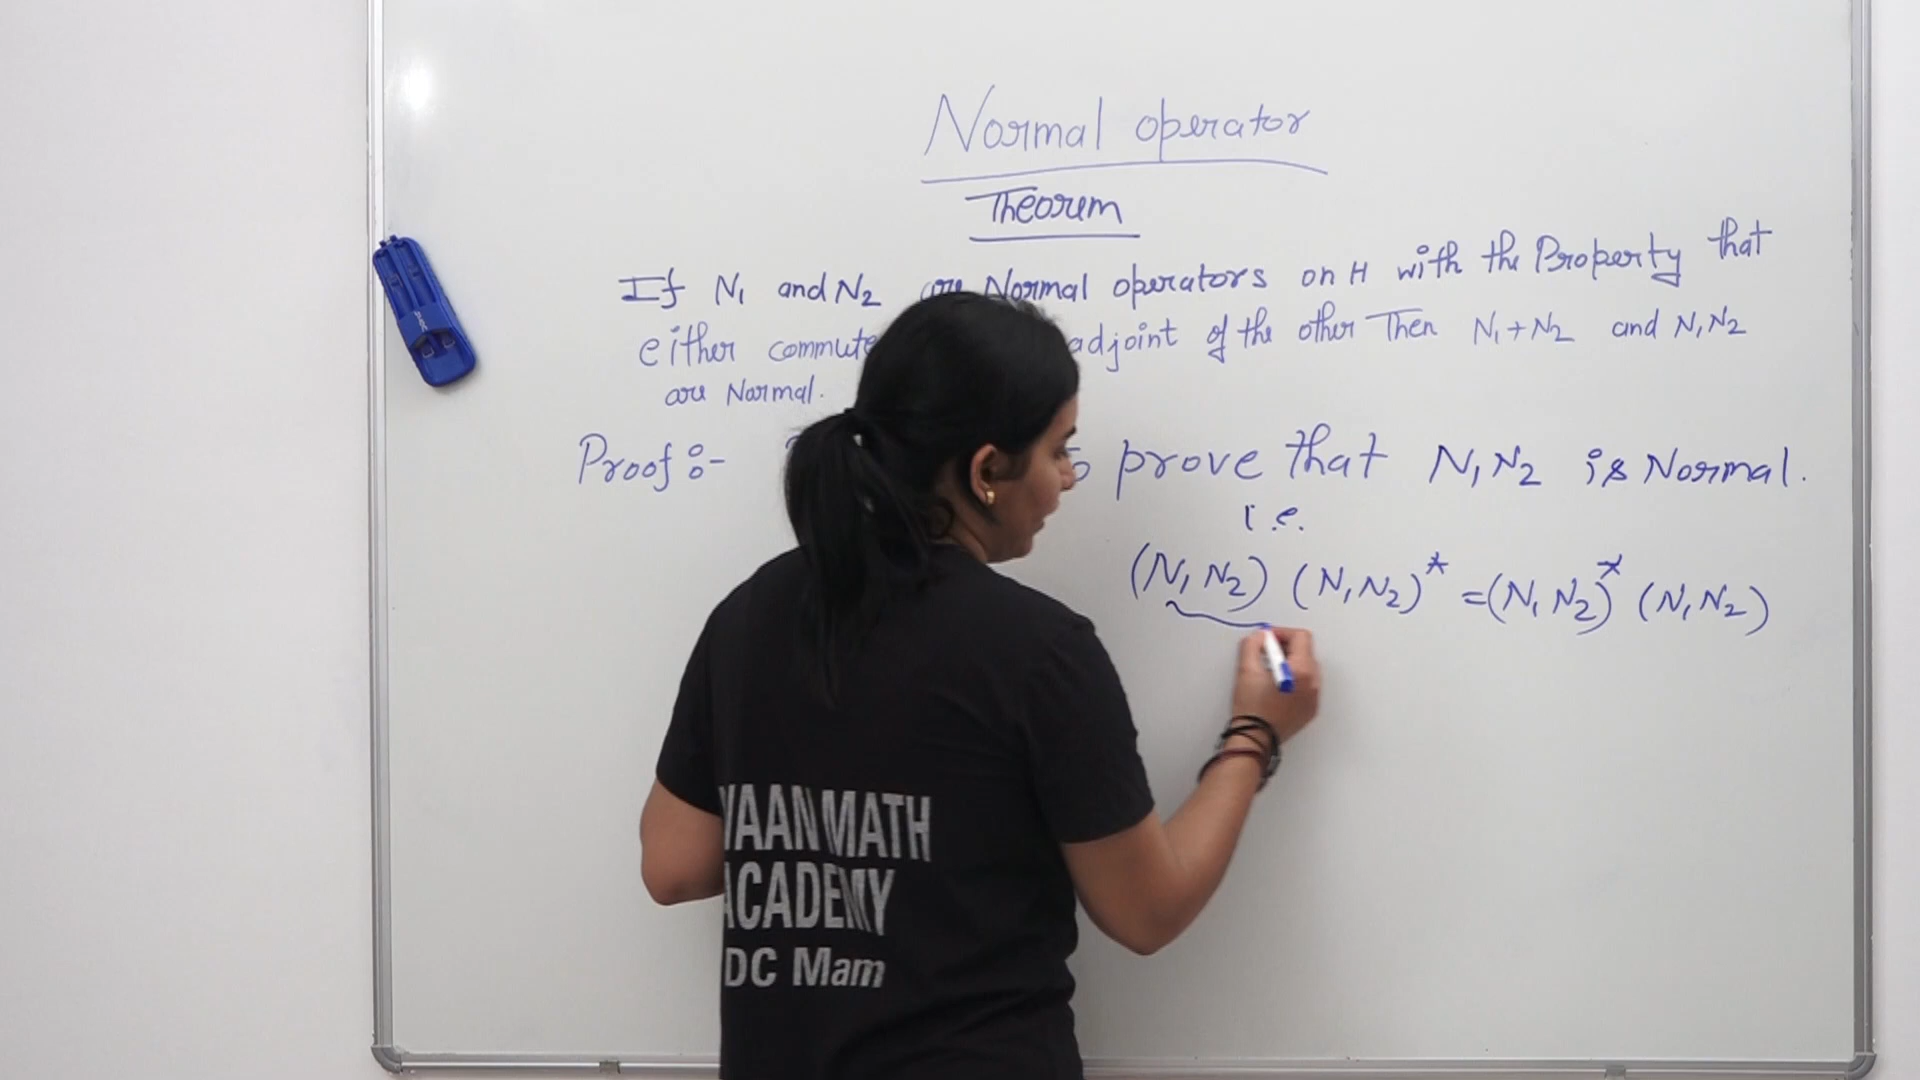 Normal operator
Theorem
If N₁ and N₂ are Normal operators on H with the Property that
either commute adjoint of the other Then N₁+N₂ and N₁N₂
are Normal.
Proof:- prove that N₁N₂ is Normal.
i.e.
(N₁N₂) (N₁N₂)* = (N₁N₂)* (N₁N₂)
VAAN MATH
ACADEMY
DC Mam